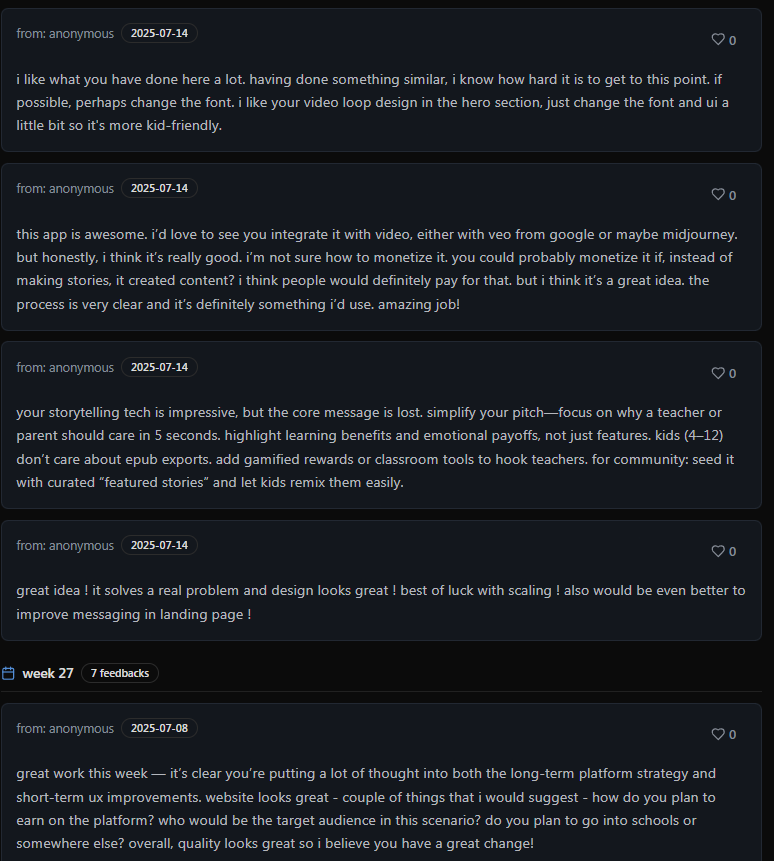 from: anonymous 2025-07-14 0
i like what you have done here a lot. having done something similar, i know how hard it is to get to this point. if
possible, perhaps change the font. i like your video loop design in the hero section, just change the font and ui a
little bit so it's more kid-friendly.
from: anonymous 2025-07-14 0
this app is awesome. i’d love to see you integrate it with video, either with veo from google or maybe midjourney.
but honestly, i think it’s really good. i’m not sure how to monetize it. you could probably monetize it if, instead of
making stories, it created content? i think people would definitely pay for that. but i think it’s a great idea. the
process is very clear and it’s definitely something i’d use. amazing job!
from: anonymous 2025-07-14 0
your storytelling tech is impressive, but the core message is lost. simplify your pitch—focus on why a teacher or
parent should care in 5 seconds. highlight learning benefits and emotional payoffs, not just features. kids (4–12)
don’t care about epub exports. add gamified rewards or classroom tools to hook teachers. for community: seed it
with curated “featured stories” and let kids remix them easily.
from: anonymous 2025-07-14 0
great idea ! it solves a real problem and design looks great ! best of luck with scaling ! also would be even better to
improve messaging in landing page !
week 27 7 feedbacks
from: anonymous 2025-07-08 0
great work this week — it’s clear you’re putting a lot of thought into both the long-term platform strategy and
short-term ux improvements. website looks great - couple of things that i would suggest - how do you plan to
earn on the platform? who would be the target audience in this scenario? do you plan to go into schools or
somewhere else? overall, quality looks great so i believe you have a great change!